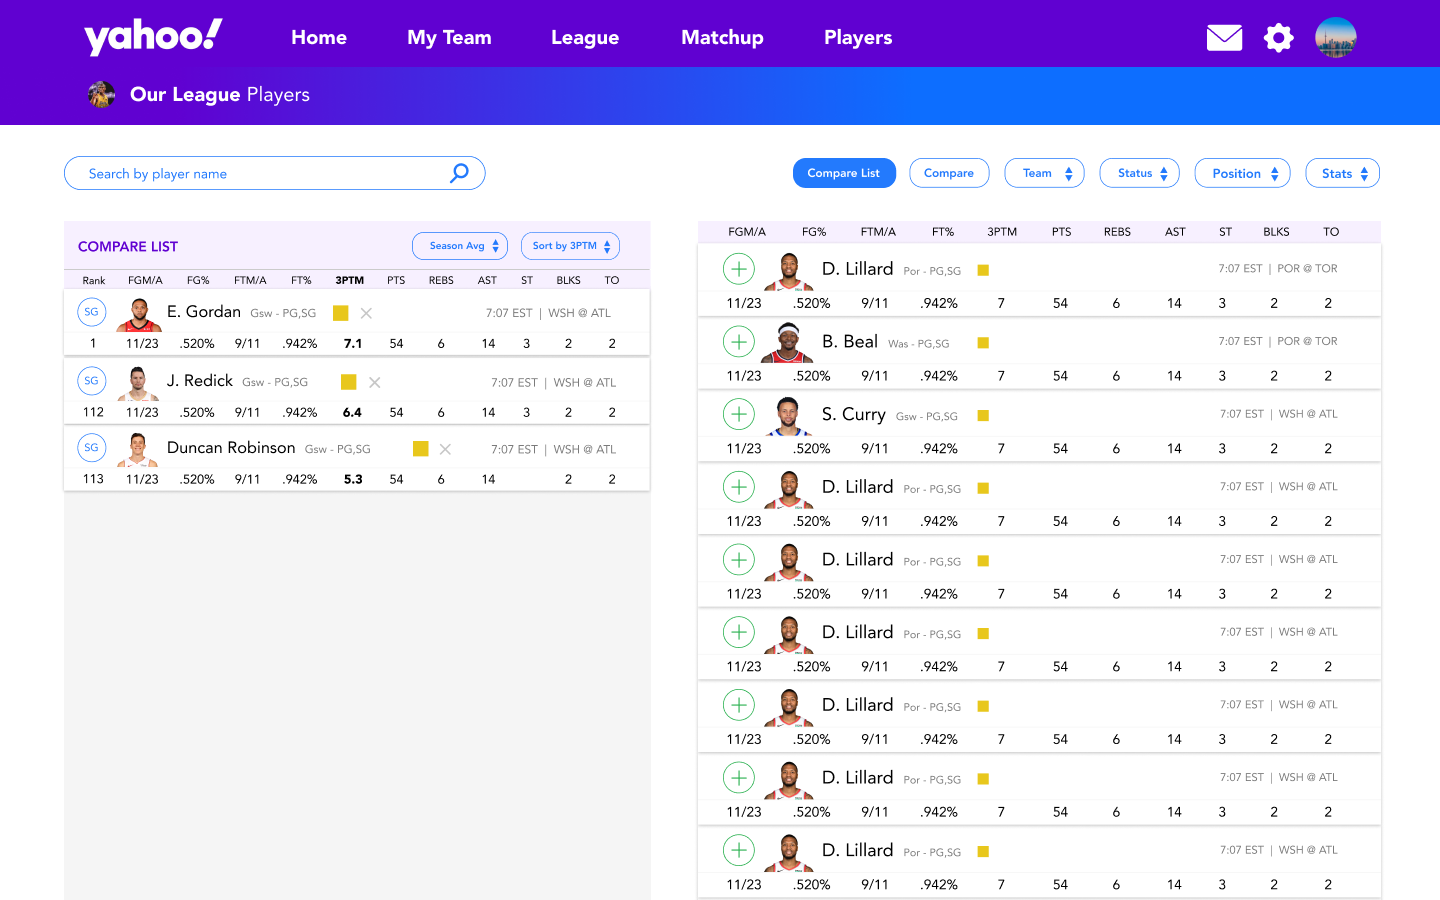 yahoo!
Home My Team League Matchup Players
Our League Players
Search by player name
Compare List Compare Team Status Position Stats
COMPARE LIST Season Avg Sort by 3PTM
Rank FGM/A FG% FTM/A FT% 3PTM PTS REBS AST ST BLKS TO
SG E. Gordan Gsw - PG,SG 7:07 EST | WSH @ ATL
1 11/23 .520% 9/11 .942% 7.1 54 6 14 3 2 2
SG J. Redick Gsw - PG,SG 7:07 EST | WSH @ ATL
112 11/23 .520% 9/11 .942% 6.4 54 6 14 3 2 2
SG Duncan Robinson Gsw - PG,SG 7:07 EST | WSH @ ATL
113 11/23 .520% 9/11 .942% 5.3 54 6 14 2 2
FGM/A FG% FTM/A FT% 3PTM PTS REBS AST ST BLKS TO
D. Lillard Por - PG,SG 7:07 EST | POR @ TOR
11/23 .520% 9/11 .942% 7 54 6 14 3 2 2
B. Beal Was - PG,SG 7:07 EST | POR @ TOR
11/23 .520% 9/11 .942% 7 54 6 14 3 2 2
S. Curry Gsw - PG,SG 7:07 EST | WSH @ ATL
11/23 .520% 9/11 .942% 7 54 6 14 3 2 2
D. Lillard Por - PG,SG 7:07 EST | WSH @ ATL
11/23 .520% 9/11 .942% 7 54 6 14 3 2 2
D. Lillard Por - PG,SG 7:07 EST | WSH @ ATL
11/23 .520% 9/11 .942% 7 54 6 14 3 2 2
D. Lillard Por - PG,SG 7:07 EST | WSH @ ATL
11/23 .520% 9/11 .942% 7 54 6 14 3 2 2
D. Lillard Por - PG,SG 7:07 EST | WSH @ ATL
11/23 .520% 9/11 .942% 7 54 6 14 3 2 2
D. Lillard Por - PG,SG 7:07 EST | WSH @ ATL
11/23 .520% 9/11 .942% 7 54 6 14 3 2 2
D. Lillard Por - PG,SG 7:07 EST | WSH @ ATL
11/23 .520% 9/11 .942% 7 54 6 14 3 2 2